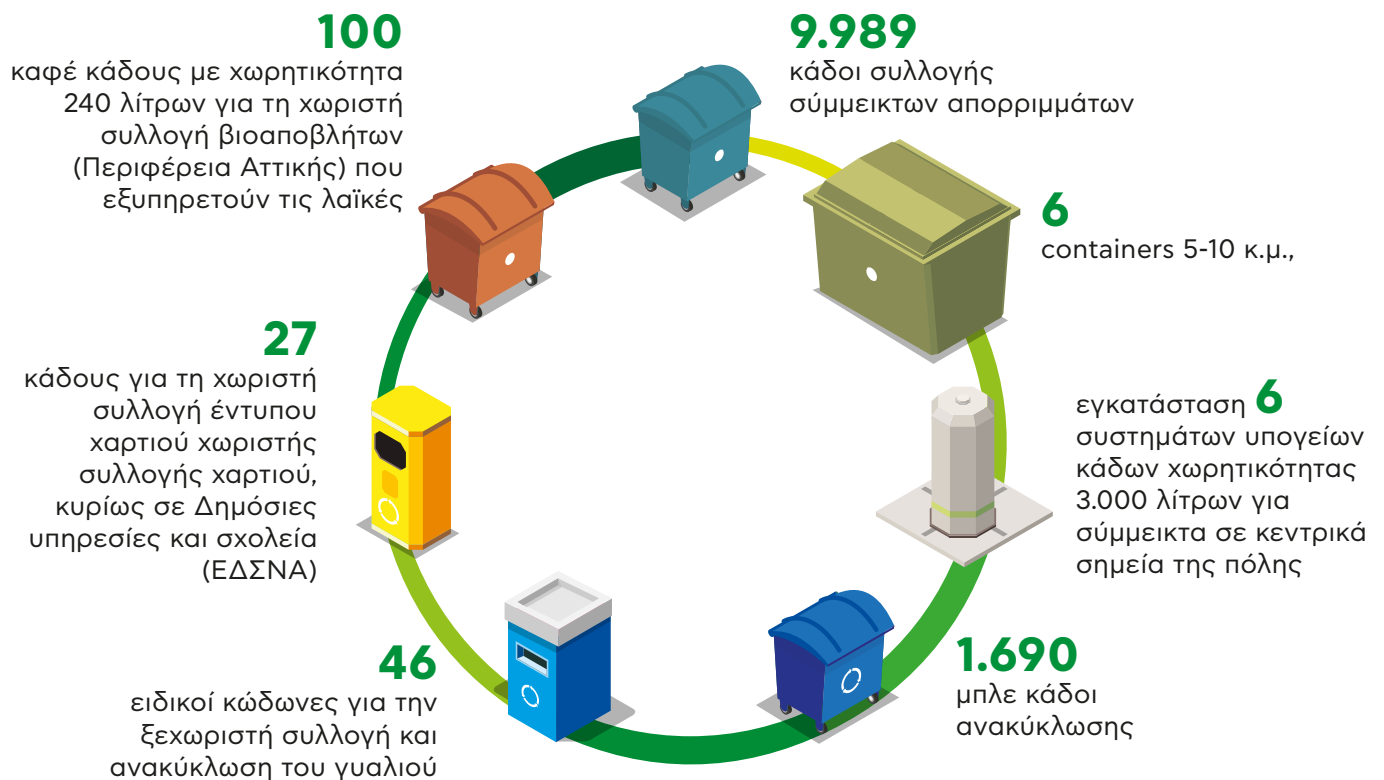 100
καφέ κάδους με χωρητικότητα
240 λίτρων για τη χωριστή
συλλογή βιοαποβλήτων
(Περιφέρεια Αττικής) που
εξυπηρετούν τις λαϊκές
9.989
κάδοι συλλογής
σύμμεικτων απορριμμάτων
6
containers 5-10 κ.μ.,
εγκατάσταση 6
συστημάτων υπογείων
κάδων χωρητικότητας
3.000 λίτρων για
σύμμεικτα σε κεντρικά
σημεία της πόλης
1.690
μπλε κάδοι
ανακύκλωσης
46
ειδικοί κώδωνες για την
ξεχωριστή συλλογή και
ανακύκλωση του γυαλιού
27
κάδους για τη χωριστή
συλλογή έντυπου
χαρτιού χωριστής
συλλογής χαρτιού,
κυρίως σε Δημόσιες
υπηρεσίες και σχολεία
(ΕΔΣΝΑ)